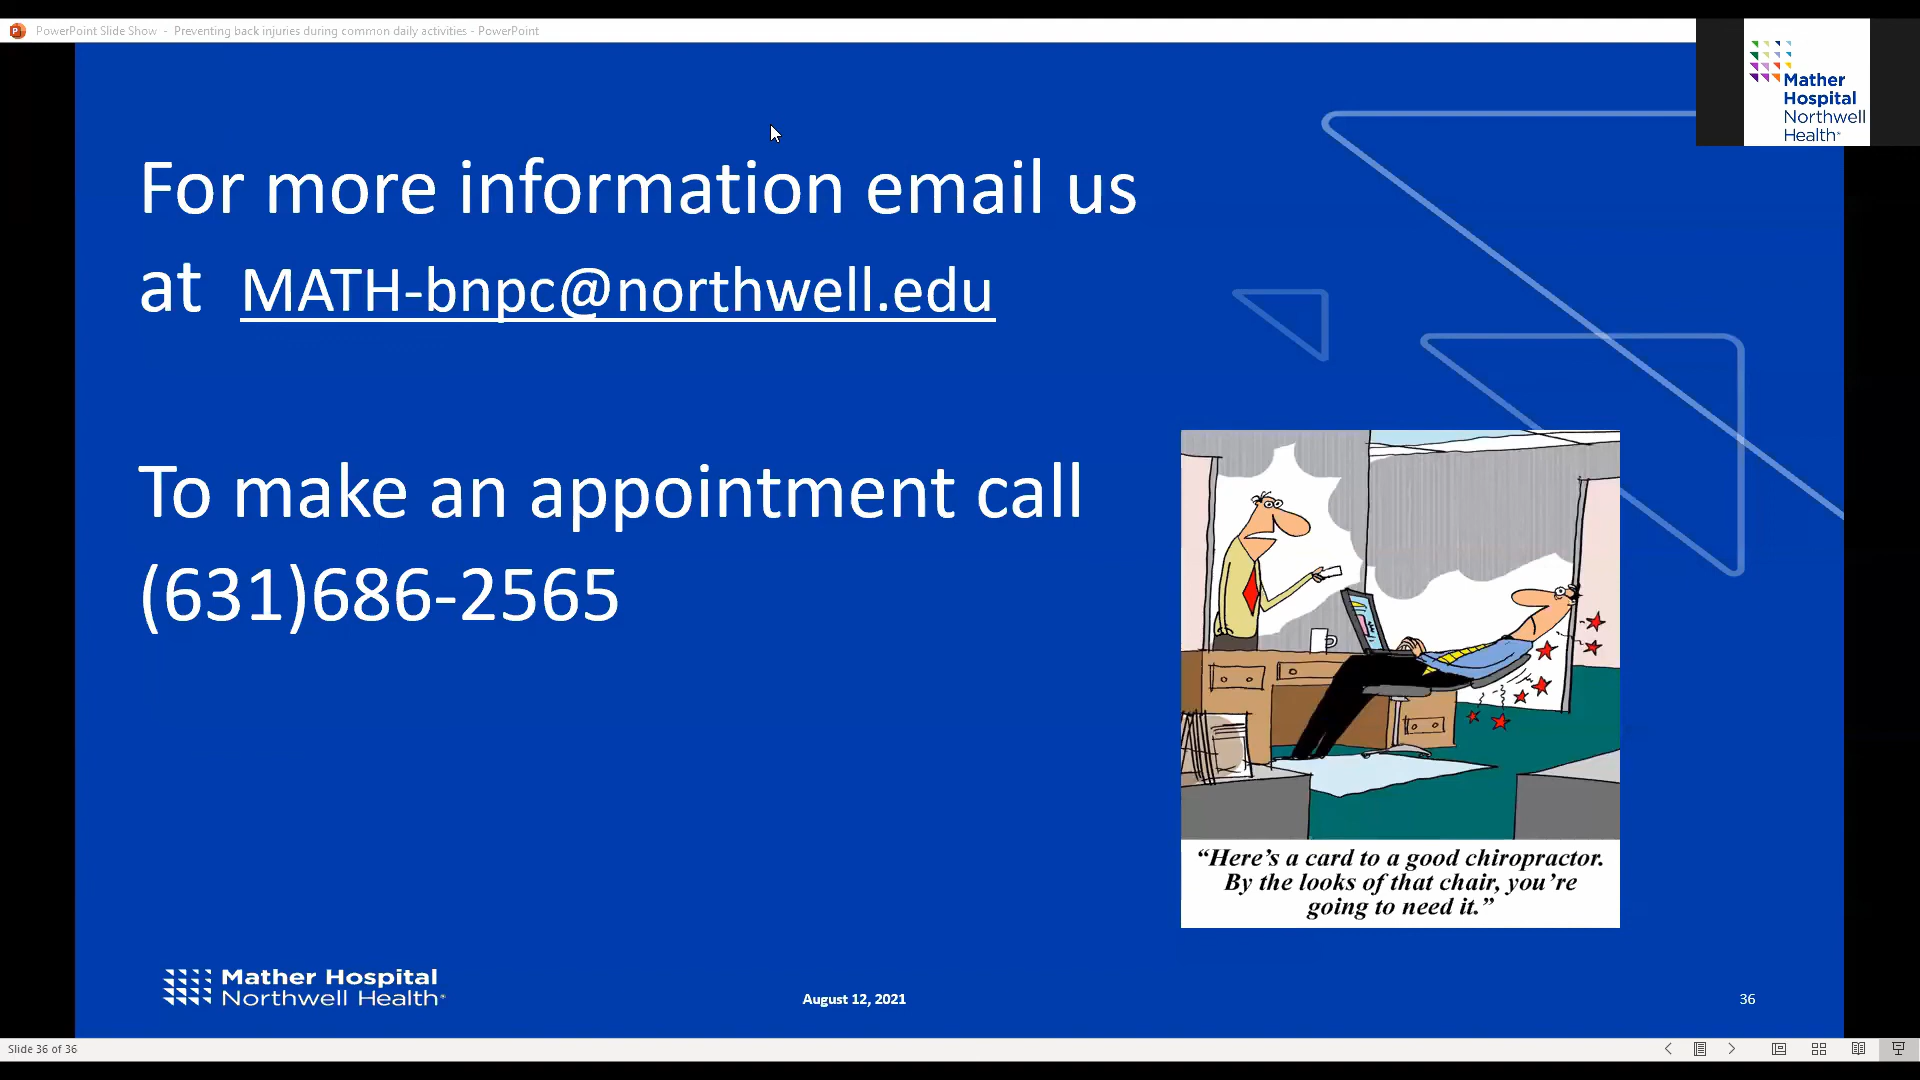 PowerPoint Slide Show - Preventing back injuries during common daily activities - PowerPoint
Mather
Hospital
Northwell
Health
For more information email us
at MATH-bnpc@northwell.edu
To make an appointment call
(631)686-2565
“Here’s a card to a good chiropractor.
By the looks of that chair, you’re
going to need it.”
Mather Hospital
Northwell Health
August 12, 2021
36
Slide 36 of 36